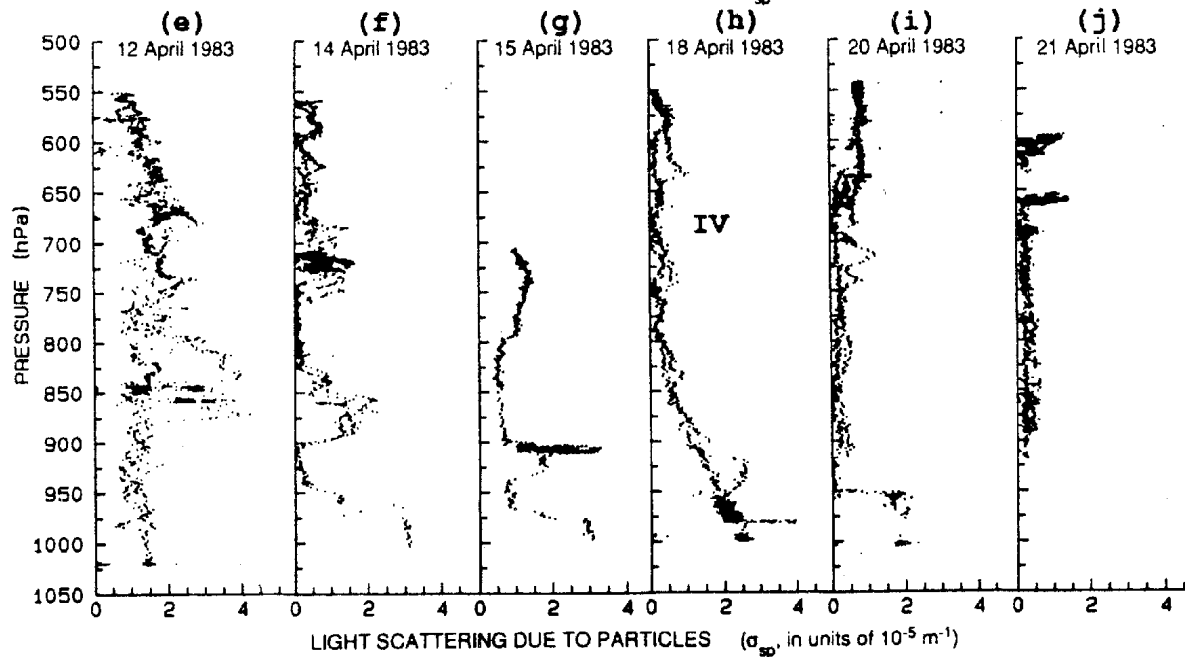 sp
(e) (f) (g) (h) (i) (j)
12 April 1983 14 April 1983 15 April 1983 18 April 1983 20 April 1983 21 April 1983
500
550
600
650
700
750
800
850
900
950
1000
1050
PRESSURE (hPa)
IV
0 2 4 0 2 4 0 2 4 0 2 4 0 2 4 0 2 4
LIGHT SCATTERING DUE TO PARTICLES (σsp, in units of 10⁻⁵ m⁻¹)